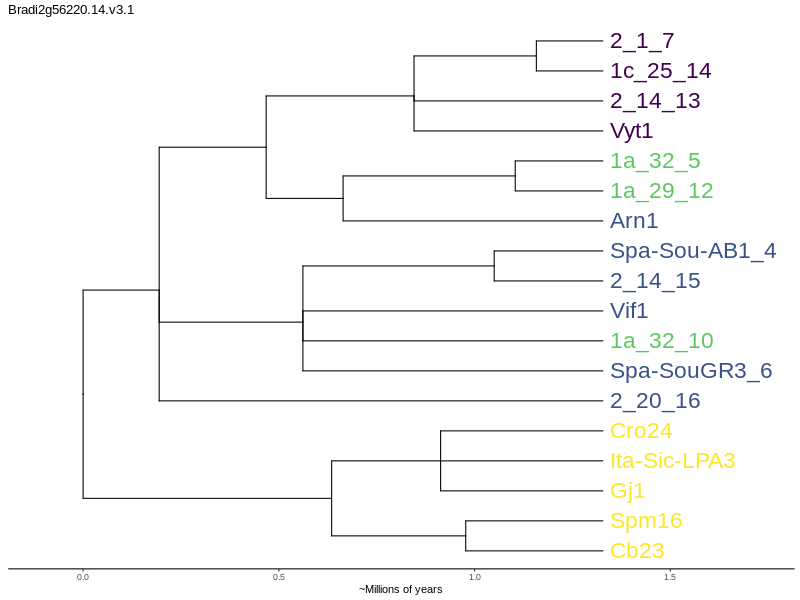 Bradi2g56220.14.v3.1
2_1_7
1c_25_14
2_14_13
Vyt1
1a_32_5
1a_29_12
Arn1
Spa-Sou-AB1_4
2_14_15
Vif1
1a_32_10
Spa-SouGR3_6
2_20_16
Cro24
Ita-Sic-LPA3
Gj1
Spm16
Cb23
0.0 0.5 1.0 1.5
~Millions of years